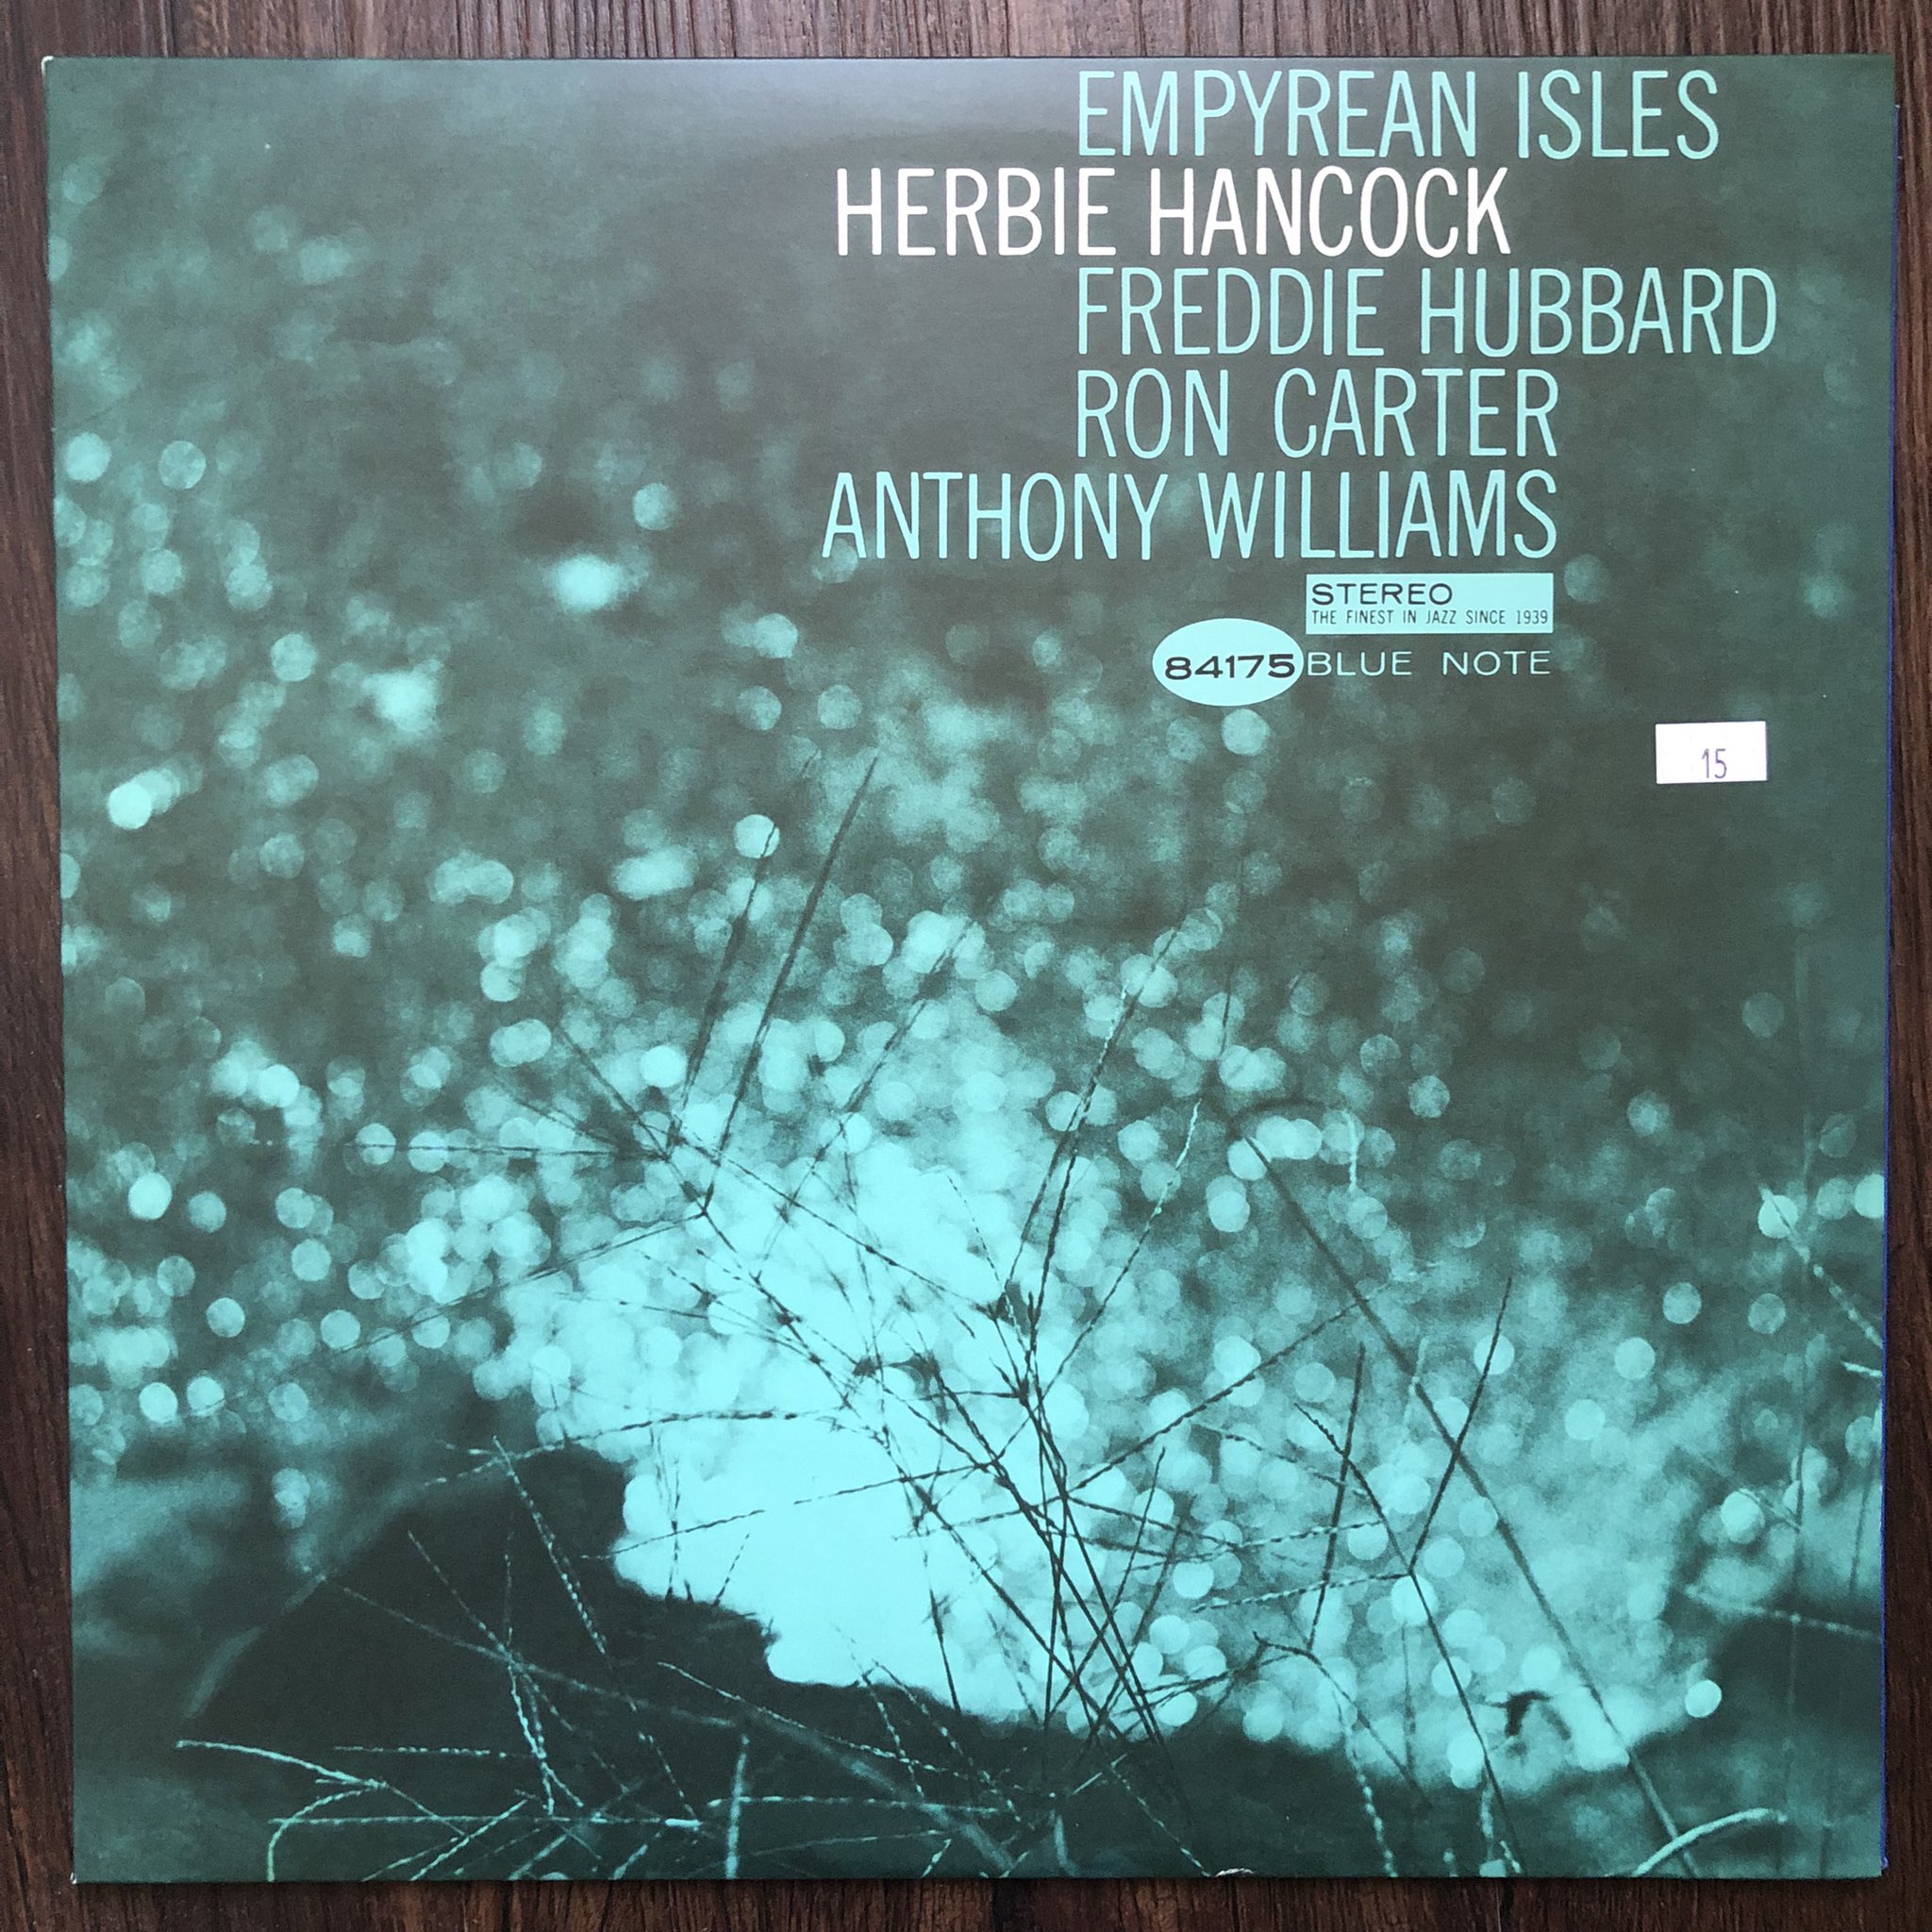 EMPYREAN ISLES
HERBIE HANCOCK
FREDDIE HUBBARD
RON CARTER
ANTHONY WILLIAMS
STEREO
THE FINEST IN JAZZ SINCE 1939
84175 BLUE NOTE
15